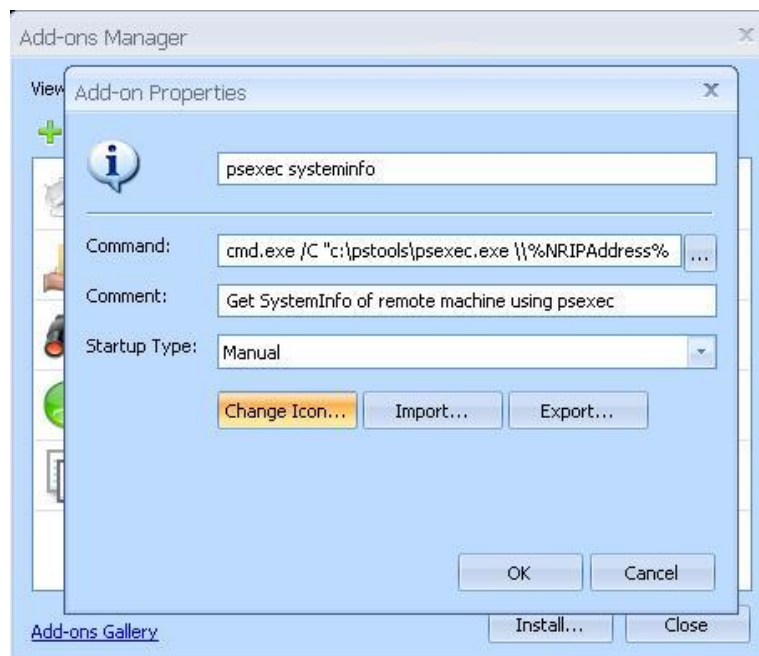 Add-ons Manager
View
Add-on Properties
psexec systeminfo
Command:
cmd.exe /C "c:\pstools\psexec.exe \\%NRIPAddress%
...
Comment:
Get SystemInfo of remote machine using psexec
Startup Type:
Manual
Change Icon...
Import...
Export...
OK
Cancel
Add-ons Gallery
Install...
Close